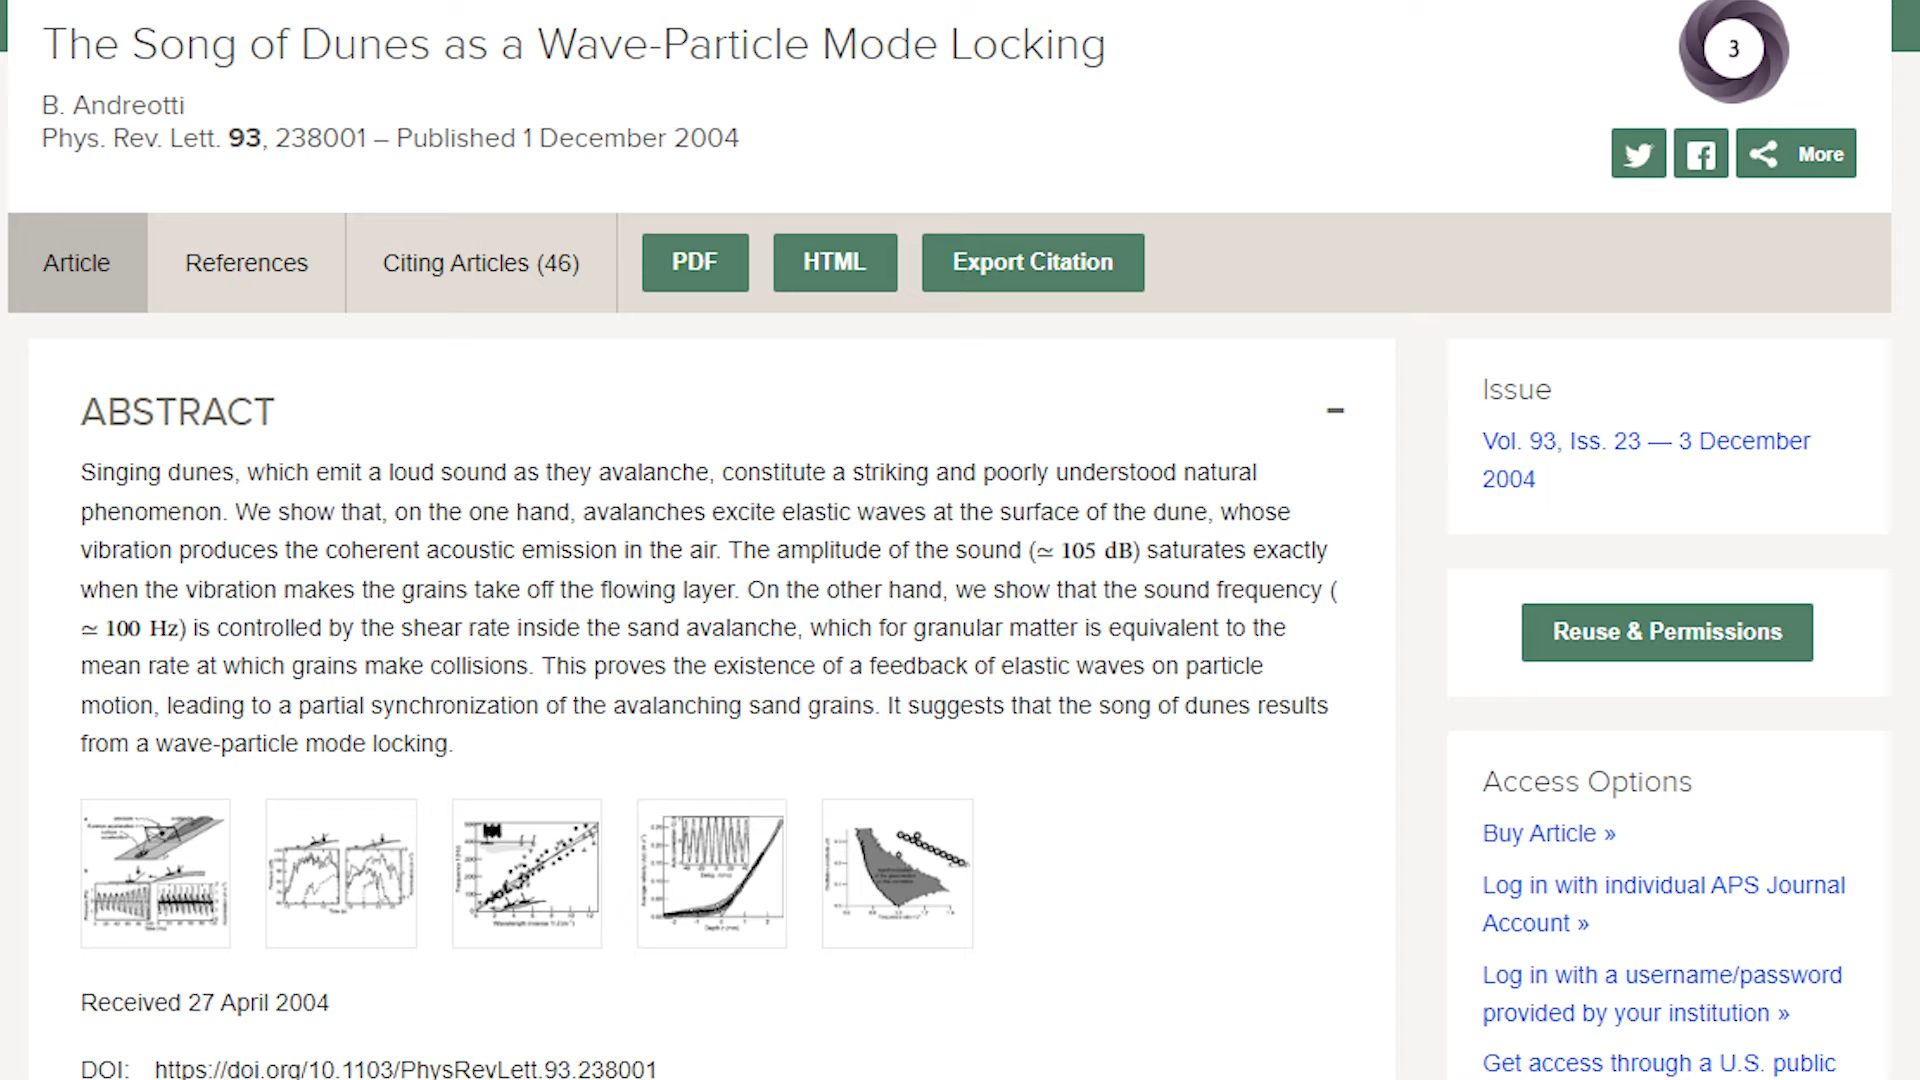 The Song of Dunes as a Wave-Particle Mode Locking
3
B. Andreotti
Phys. Rev. Lett. 93, 238001 – Published 1 December 2004
More
Article
References
Citing Articles (46)
PDF
HTML
Export Citation
ABSTRACT
Singing dunes, which emit a loud sound as they avalanche, constitute a striking and poorly understood natural
phenomenon. We show that, on the one hand, avalanches excite elastic waves at the surface of the dune, whose
vibration produces the coherent acoustic emission in the air. The amplitude of the sound (≃ 105 dB) saturates exactly
when the vibration makes the grains take off the flowing layer. On the other hand, we show that the sound frequency (
≃ 100 Hz) is controlled by the shear rate inside the sand avalanche, which for granular matter is equivalent to the
mean rate at which grains make collisions. This proves the existence of a feedback of elastic waves on particle
motion, leading to a partial synchronization of the avalanching sand grains. It suggests that the song of dunes results
from a wave-particle mode locking.
Received 27 April 2004
DOI: https://doi.org/10.1103/PhysRevLett.93.238001
Issue
Vol. 93, Iss. 23 — 3 December
2004
Reuse & Permissions
Access Options
Buy Article »
Log in with individual APS Journal
Account »
Log in with a username/password
provided by your institution »
Get access through a U.S. public